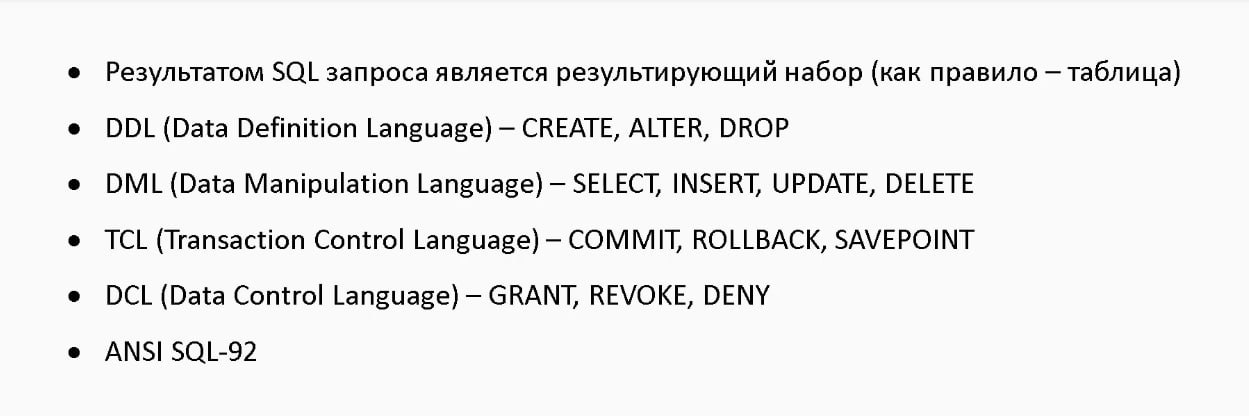 • Результатом SQL запроса является результирующий набор (как правило – таблица)
• DDL (Data Definition Language) – CREATE, ALTER, DROP
• DML (Data Manipulation Language) – SELECT, INSERT, UPDATE, DELETE
• TCL (Transaction Control Language) – COMMIT, ROLLBACK, SAVEPOINT
• DCL (Data Control Language) – GRANT, REVOKE, DENY
• ANSI SQL-92